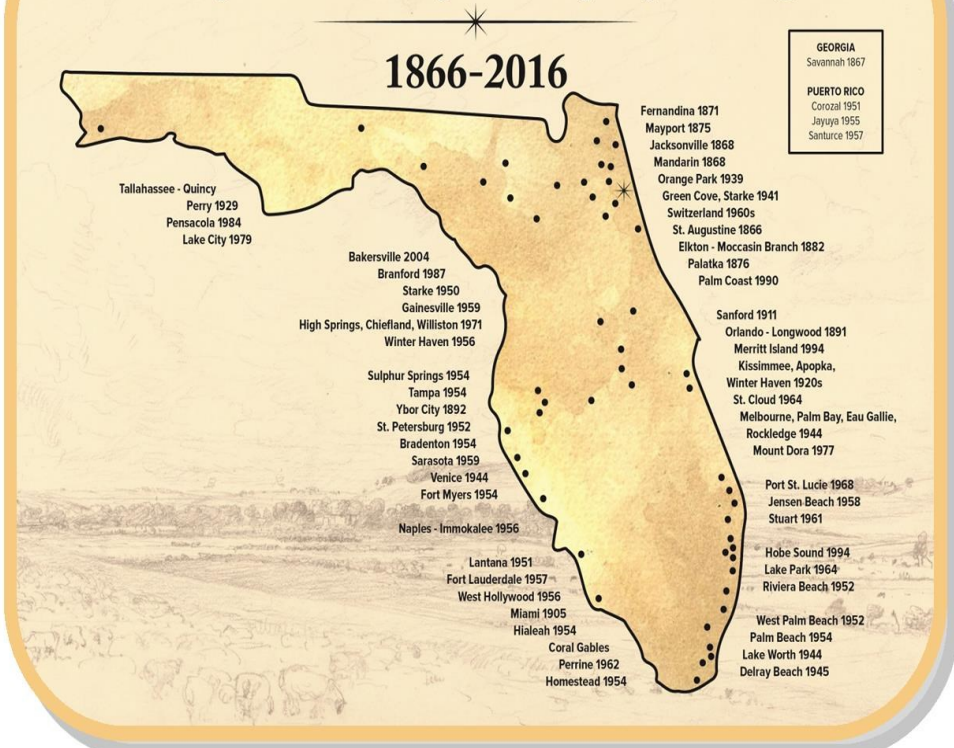 1866-2016
GEORGIA
Savannah 1867
PUERTO RICO
Corozal 1951
Jayuya 1955
Santurce 1957
Tallahassee - Quincy
Perry 1929
Pensacola 1984
Lake City 1979
Bakersville 2004
Branford 1987
Starke 1950
Gainesville 1959
High Springs, Chiefland, Williston 1971
Winter Haven 1956
Sulphur Springs 1954
Tampa 1954
Ybor City 1892
St. Petersburg 1952
Bradenton 1954
Sarasota 1959
Venice 1944
Fort Myers 1954
Naples - Immokalee 1956
Lantana 1951
Fort Lauderdale 1957
West Hollywood 1956
Miami 1905
Hialeah 1954
Coral Gables
Perrine 1962
Homestead 1954
Fernandina 1871
Mayport 1875
Jacksonville 1868
Mandarin 1868
Orange Park 1939
Green Cove, Starke 1941
Switzerland 1960s
St. Augustine 1866
Elkton - Moccasin Branch 1882
Palatka 1876
Palm Coast 1990
Sanford 1911
Orlando - Longwood 1891
Merritt Island 1994
Kissimmee, Apopka,
Winter Haven 1920s
St. Cloud 1964
Melbourne, Palm Bay, Eau Gallie,
Rockledge 1944
Mount Dora 1977
Port St. Lucie 1968
Jensen Beach 1958
Stuart 1961
Hobe Sound 1994
Lake Park 1964
Riviera Beach 1952
West Palm Beach 1952
Palm Beach 1954
Lake Worth 1944
Delray Beach 1945